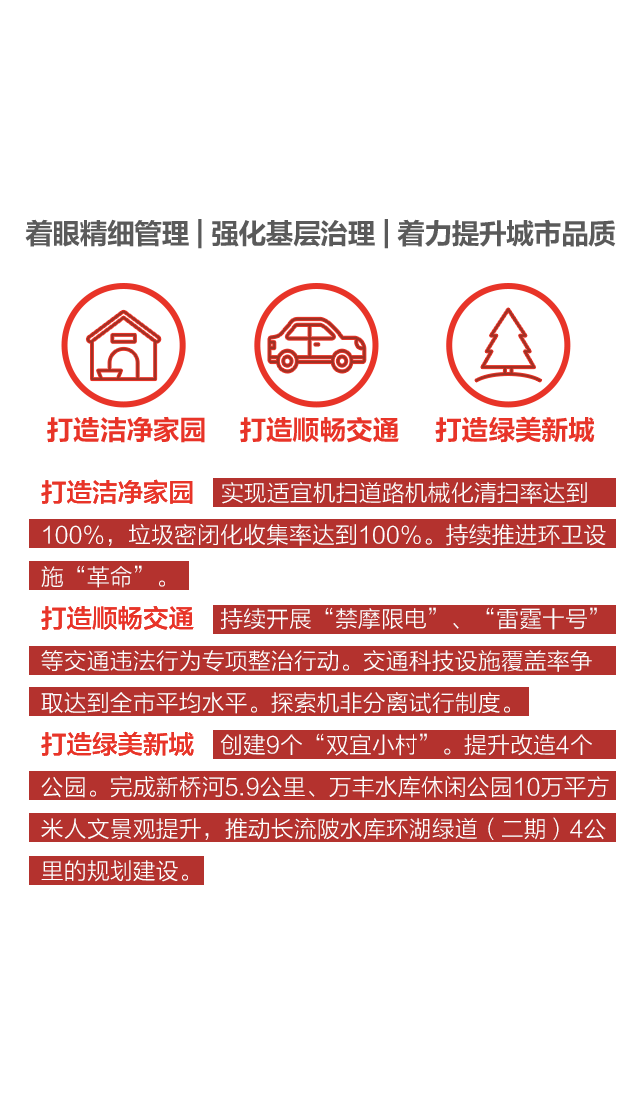 着眼精细管理|强化基层治理|着力提升城市品质
打造洁净家园 打造顺畅交通 打造绿美新城
打造洁净家园 实现适宜机扫道路机械化清扫率达到
100%，垃圾密闭化收集率达到100%。持续推进环卫设
施“革命”。
打造顺畅交通 持续开展“禁摩限电”、“雷霆十号”
等交通违法行为专项整治行动。交通科技设施覆盖率争
取达到全市平均水平。探索机非分离试行制度。
打造绿美新城 创建9个“双宜小村”。提升改造4个
公园。完成新桥河5.9公里、万丰水库休闲公园10万平方
米人文景观提升，推动长流陂水库环湖绿道（二期）4公
里的规划建设。